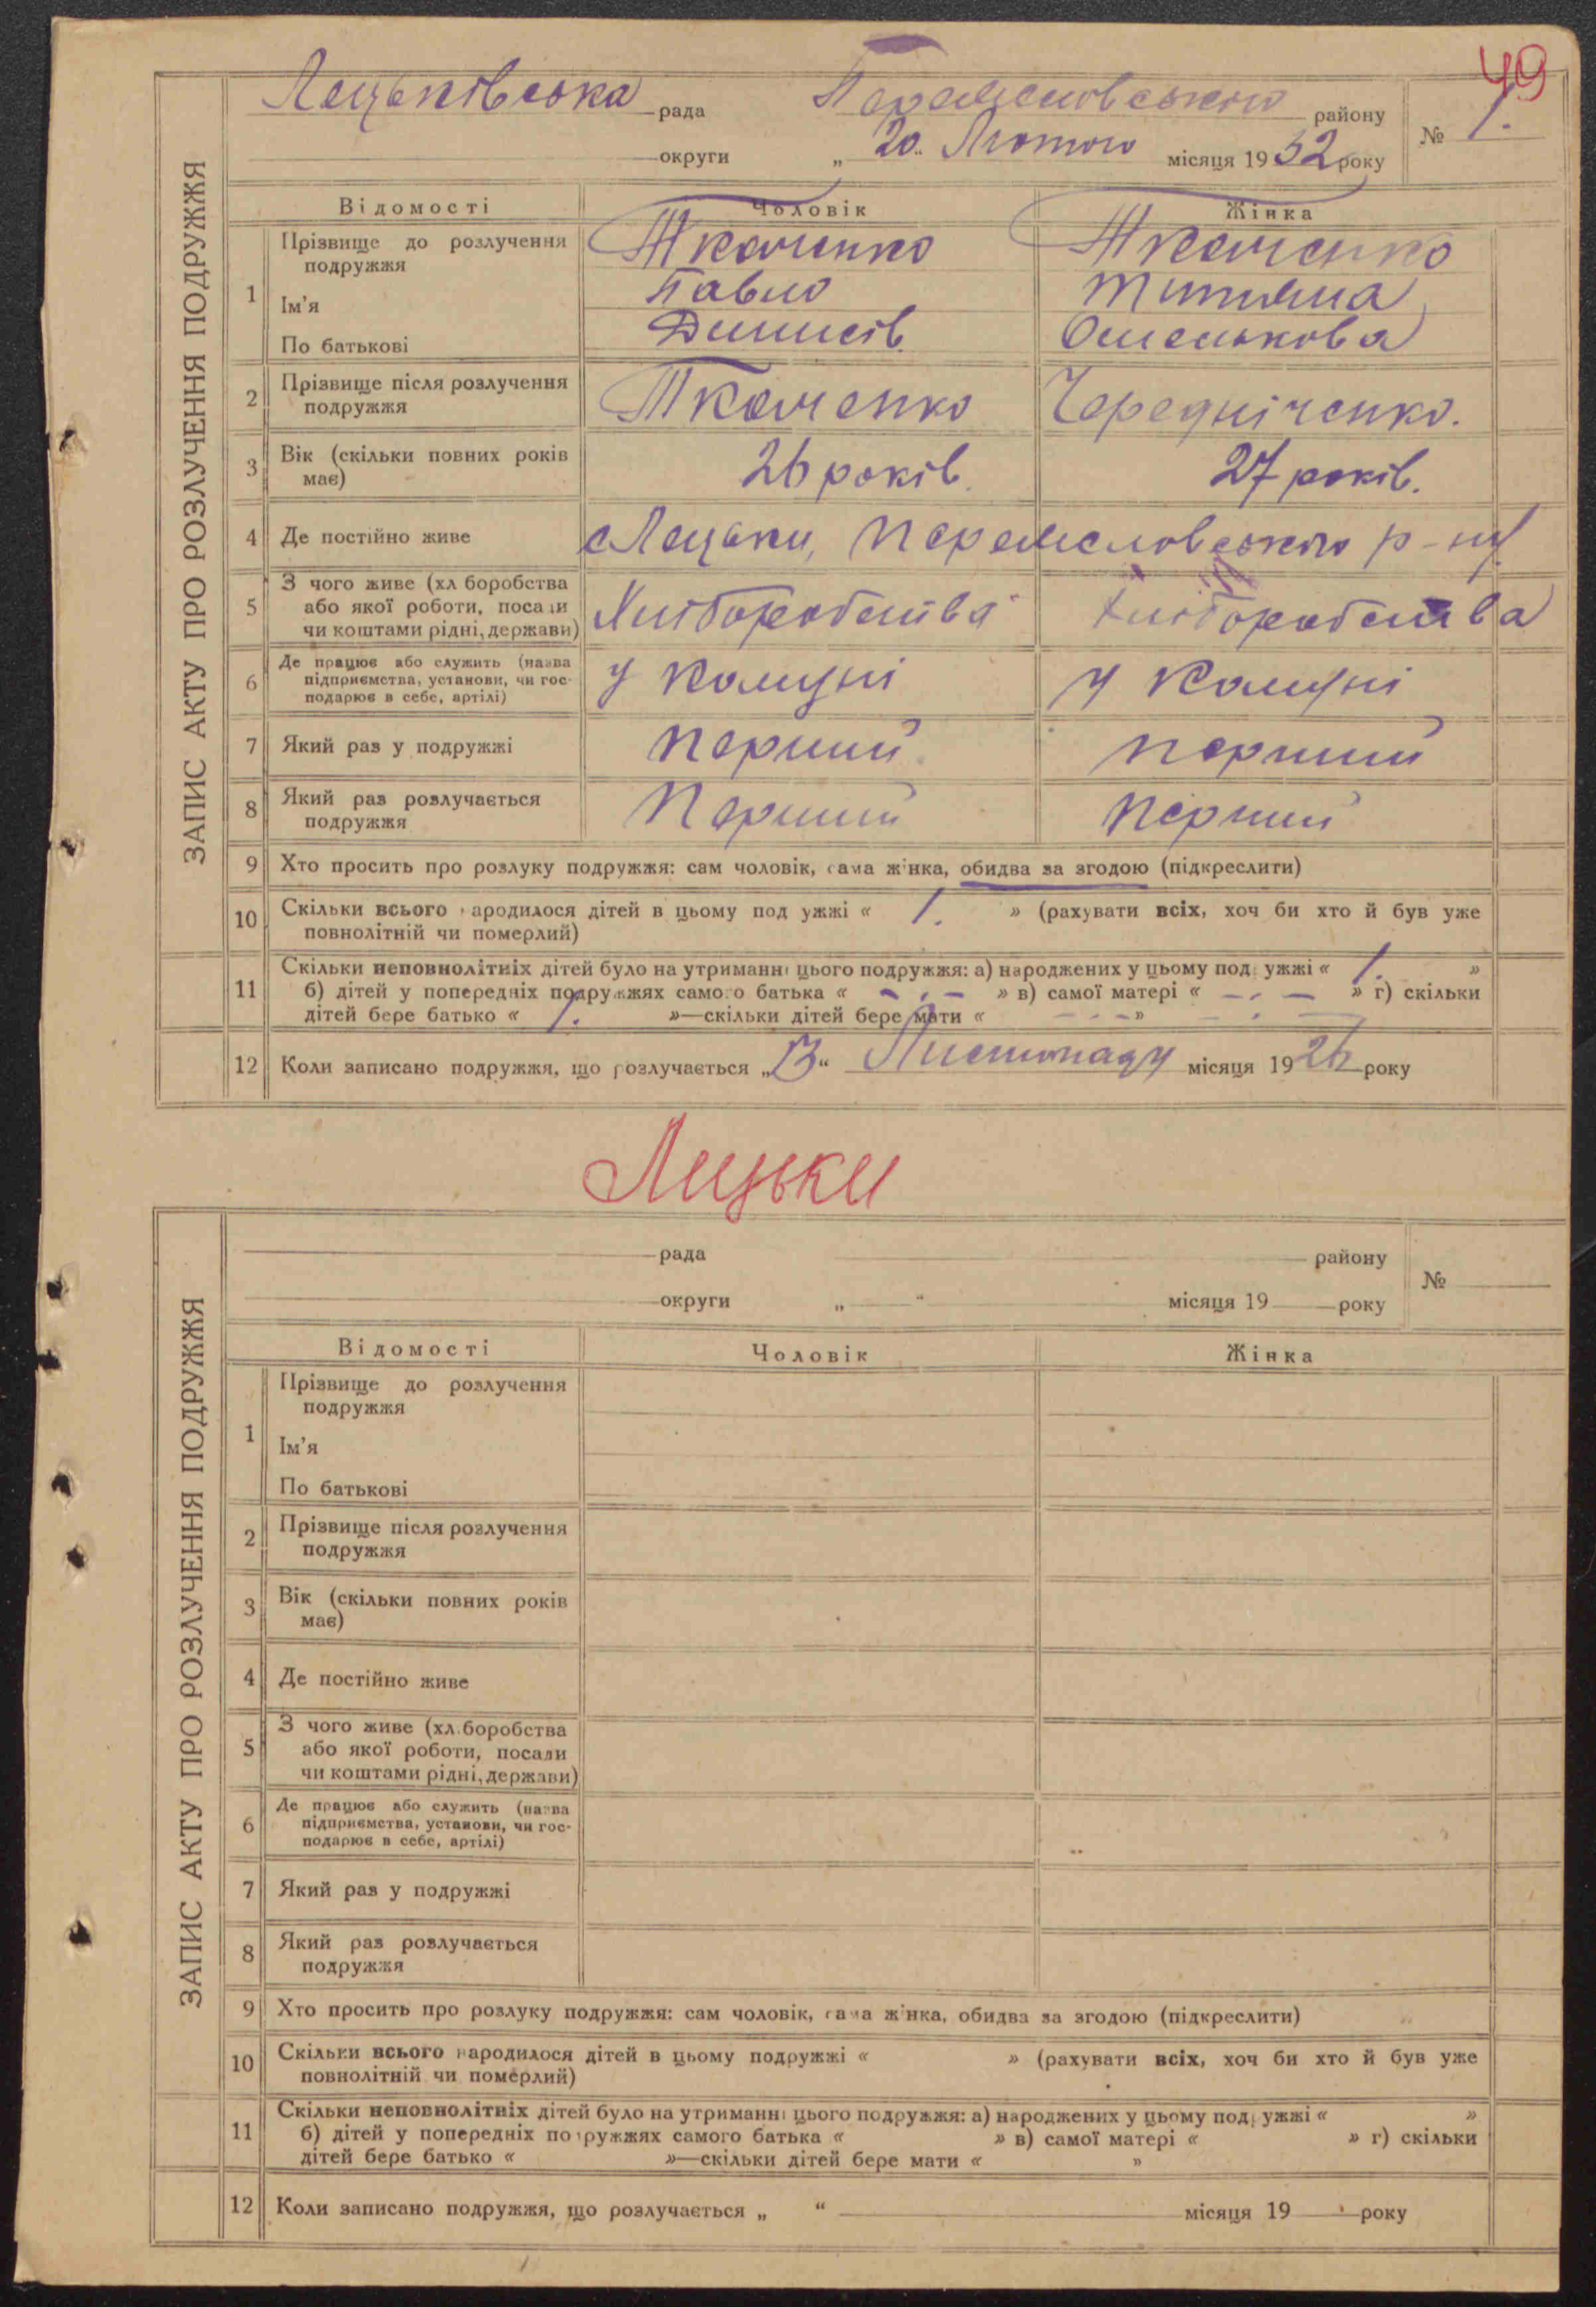 49
Лецьківська рада Переяславського району № 1.
округи „ 20 “ Лютого місяця 1932 року
ЗАПИС АКТУ ПРО РОЗЛУЧЕННЯ ПОДРУЖЖЯ
Відомості Чоловік Жінка
1 Прізвище до розлучення подружжя Ткаченко Ткаченко
Ім’я Павло Титяна
По батькові Динисів Омелькова
2 Прізвище після розлучення подружжя Ткаченко Чередніченко.
3 Вік (скільки повних років має) 26 років. 27 років.
4 Де постійно живе с Лецьки, Переясловського р-ну
5 З чого живе (хл боробства
або якої роботи, посади
чи коштами рідні, держави) Хліборобства Хліборобства
6 Де працює або служить (назва
підприємства, установи, чи гос-
подарює в себе, артілі) у Комуні у Комуні
7 Який раз у подружжі перший перший
8 Який раз розлучається подружжя Перший перший
9 Хто просить про розлуку подружжя: сам чоловік, сама жінка, обидва за згодою (підкреслити)
10 Скільки всього народилося дітей в цьому подружжі « 1. » (рахувати всіх, хоч би хто й був уже
повнолітній чи померлий)
11 Скільки неповнолітніх дітей було на утриманні цього подружжя: а) народжених у цьому подружжі « 1. »
б) дітей у попередніх подружжях самого батька « - . - » в) самої матері « - . - » г) скільки
дітей бере батько « 1. »—скільки дітей бере мати « - . - »
12 Коли записано подружжя, що розлучається „ 13 “ Листопаду місяця 1926 року
Лицьки
рада району №
округи „ “ місяця 19 року
ЗАПИС АКТУ ПРО РОЗЛУЧЕННЯ ПОДРУЖЖЯ
Відомості Чоловік Жінка
1 Прізвище до розлучення
подружжя
Ім’я
По батькові
2 Прізвище після розлучення
подружжя
3 Вік (скільки повних років
має)
4 Де постійно живе
5 З чого живе (хл.боробства
або якої роботи, посади
чи коштами рідні, держави)
6 Де працює або служить (назва
підприємства, установи, чи гос-
подарює в себе, артілі)
7 Який раз у подружжі
8 Який раз розлучається
подружжя
9 Хто просить про розлуку подружжя: сам чоловік, сама жінка, обидва за згодою (підкреслити)
10 Скільки всього народилося дітей в цьому подружжі « » (рахувати всіх, хоч би хто й був уже
повнолітній чи померлий)
11 Скільки неповнолітніх дітей було на утриманні цього подружжя: а) народжених у цьому подружжі « »
б) дітей у попередніх подружжях самого батька « » в) самої матері « » г) скільки
дітей бере батько « »—скільки дітей бере мати « »
12 Коли записано подружжя, що розлучається „ “ місяця 19 року